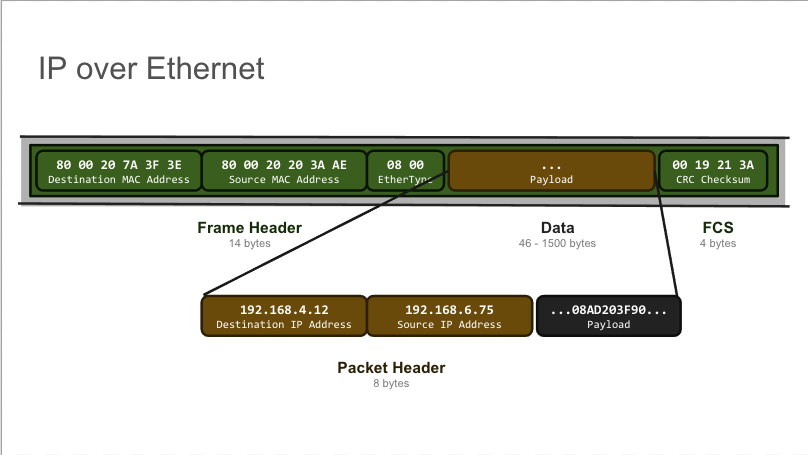 IP over Ethernet
80 00 20 7A 3F 3E
Destination MAC Address
80 00 20 20 3A AE
Source MAC Address
08 00
EtherType
...
Payload
00 19 21 3A
CRC Checksum
Frame Header
14 bytes
Data
46 - 1500 bytes
FCS
4 bytes
192.168.4.12
Destination IP Address
192.168.6.75
Source IP Address
...08AD203F90...
Payload
Packet Header
8 bytes